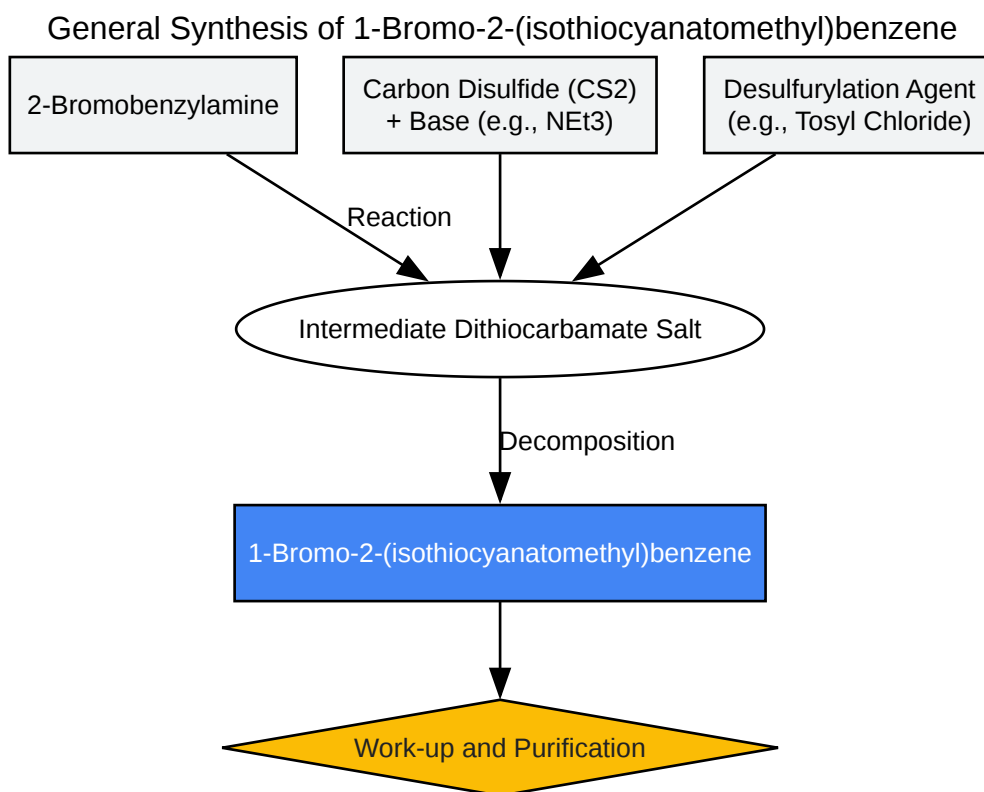 General Synthesis of 1-Bromo-2-(isothiocyanatomethyl)benzene
2-Bromobenzylamine
Carbon Disulfide (CS2)
+ Base (e.g., NEt3)
Desulfurylation Agent
(e.g., Tosyl Chloride)
Reaction
Intermediate Dithiocarbamate Salt
Decomposition
1-Bromo-2-(isothiocyanatomethyl)benzene
Work-up and Purification